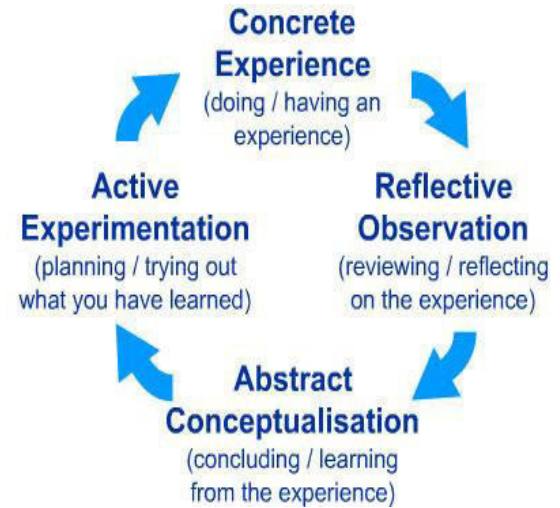 Concrete
Experience
(doing / having an
experience)
Reflective
Observation
(reviewing / reflecting
on the experience)
Abstract
Conceptualisation
(concluding / learning
from the experience)
Active
Experimentation
(planning / trying out
what you have learned)